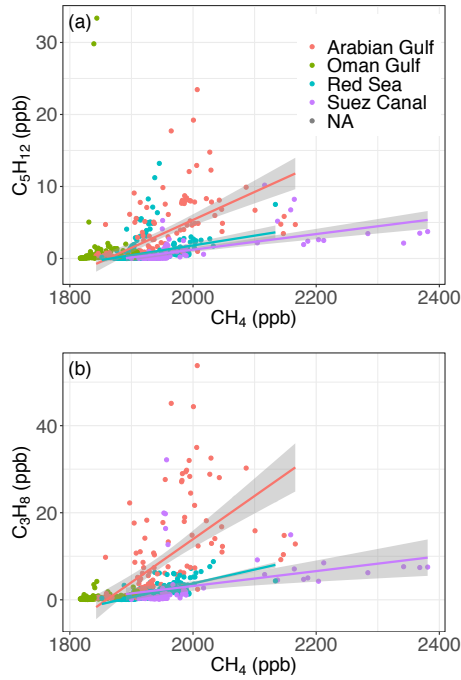 (a)
Arabian Gulf
Oman Gulf
Red Sea
Suez Canal
NA
C₅H₁₂ (ppb)
30
20
10
0
1800 2000 2200 2400
CH₄ (ppb)
(b)
C₃H₈ (ppb)
40
20
0
1800 2000 2200 2400
CH₄ (ppb)